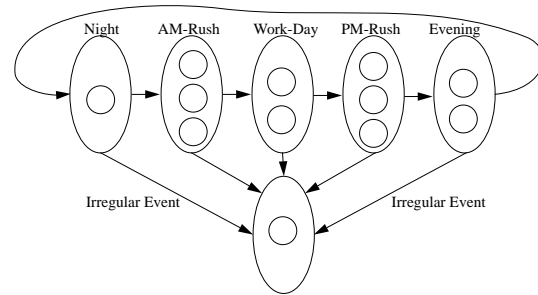 Night
AM-Rush
Work-Day
PM-Rush
Evening
Irregular Event
Irregular Event